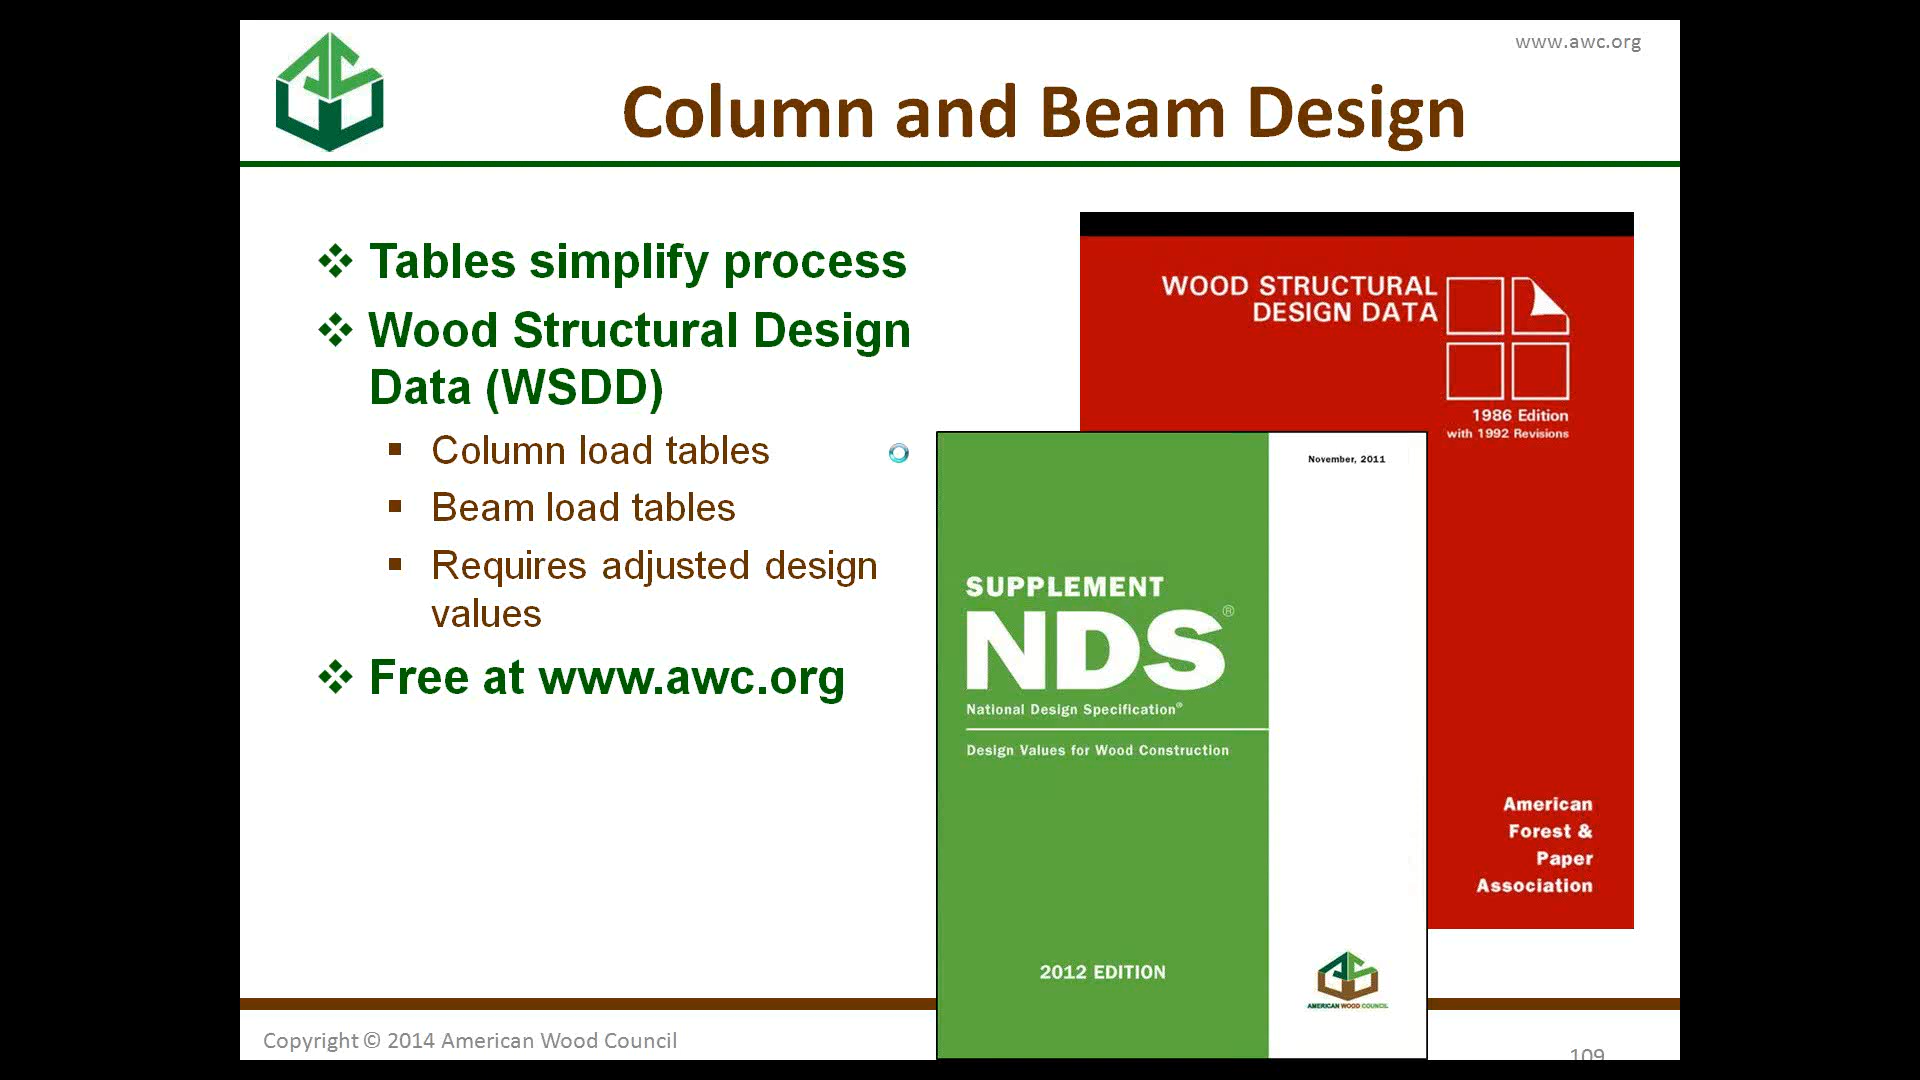 www.awc.org
Column and Beam Design
Tables simplify process
Wood Structural Design
Data (WSDD)
Column load tables
Beam load tables
Requires adjusted design
values
Free at www.awc.org
WOOD STRUCTURAL
DESIGN DATA
1986 Edition
with 1992 Revisions
American
Forest &
Paper
Association
November, 2011
SUPPLEMENT
NDS®
National Design Specification®
Design Values for Wood Construction
2012 EDITION
AMERICAN WOOD COUNCIL
Copyright © 2014 American Wood Council
109